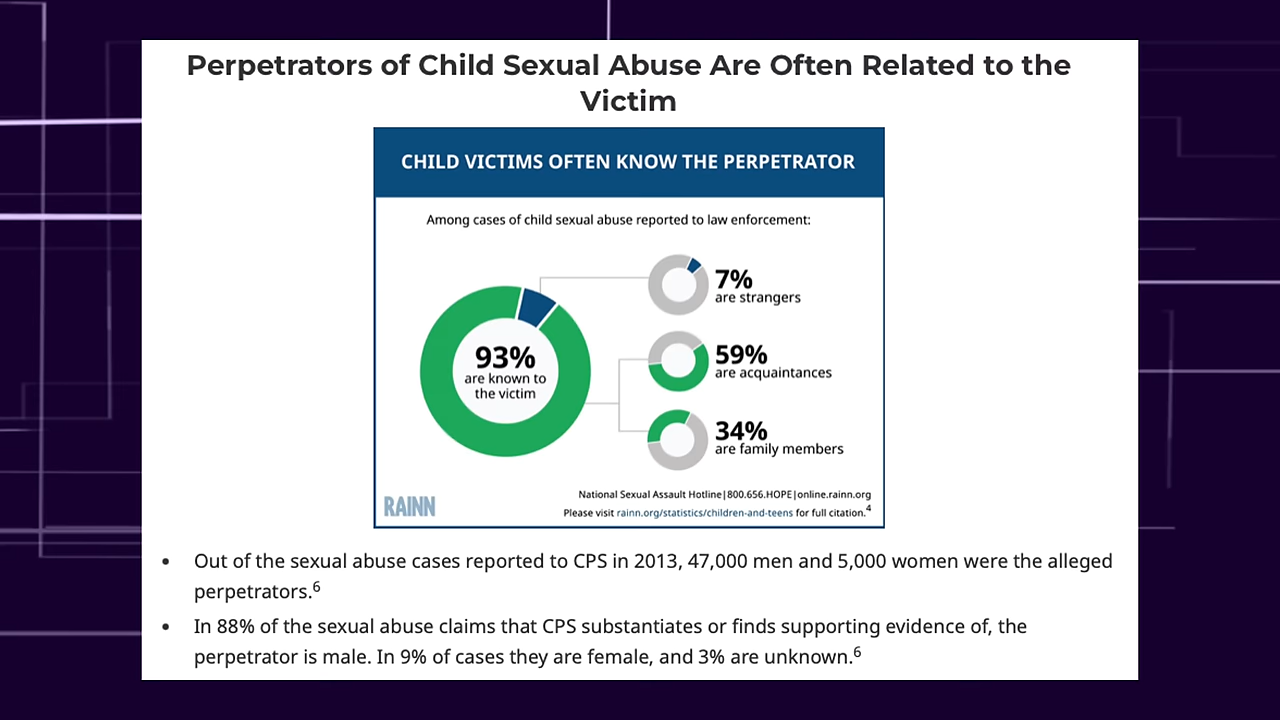 Perpetrators of Child Sexual Abuse Are Often Related to the
Victim
CHILD VICTIMS OFTEN KNOW THE PERPETRATOR
Among cases of child sexual abuse reported to law enforcement:
93%
are known to
the victim
7%
are strangers
59%
are acquaintances
34%
are family members
RAINN
National Sexual Assault Hotline|800.656.HOPE|online.rainn.org
Please visit rainn.org/statistics/children-and-teens for full citation.4
• Out of the sexual abuse cases reported to CPS in 2013, 47,000 men and 5,000 women were the alleged
perpetrators.6
• In 88% of the sexual abuse claims that CPS substantiates or finds supporting evidence of, the
perpetrator is male. In 9% of cases they are female, and 3% are unknown.6